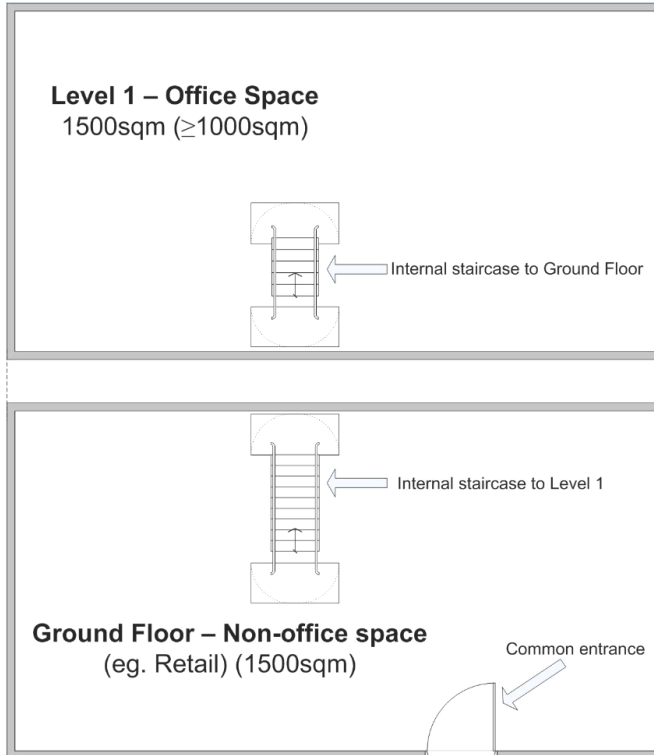 Level 1 – Office Space
1500sqm (≥1000sqm)
Internal staircase to Ground Floor
Internal staircase to Level 1
Ground Floor – Non-office space
(eg. Retail) (1500sqm)
Common entrance